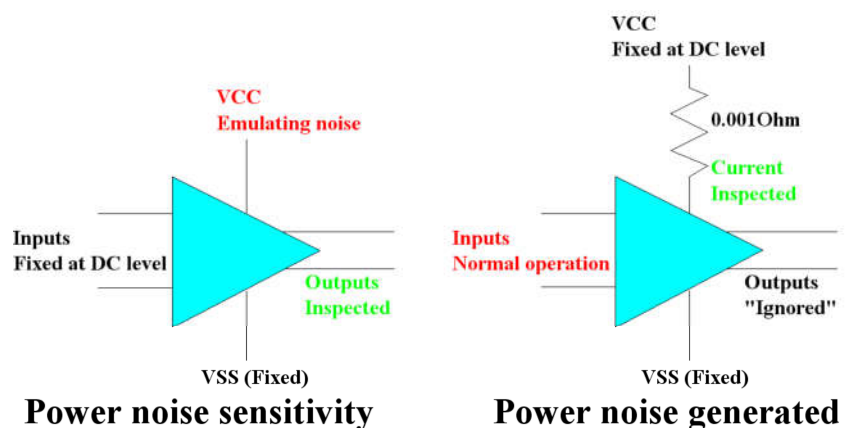 VCC
Emulating noise
Inputs
Fixed at DC level
Outputs
Inspected
VSS (Fixed)
Power noise sensitivity
VCC
Fixed at DC level
0.001Ohm
Current
Inspected
Inputs
Normal operation
Outputs
"Ignored"
VSS (Fixed)
Power noise generated